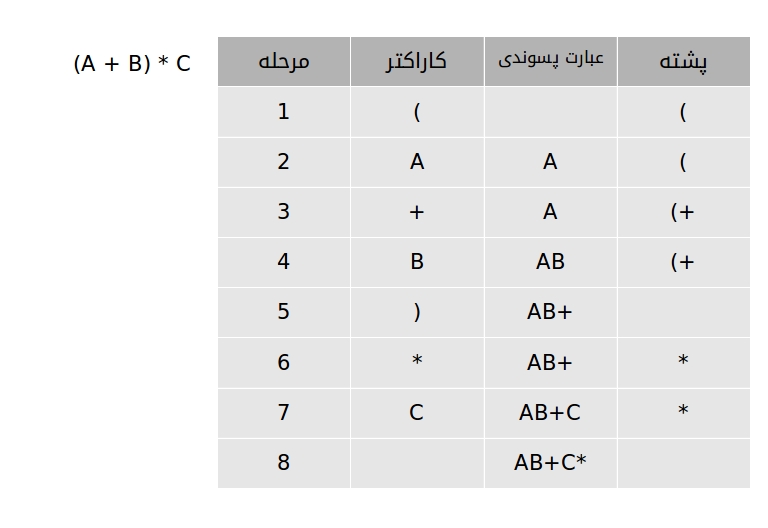 (A + B) * C
مرحله کاراکتر عبارت پسوندی پشته
1 ( (
2 A A (
3 + A (+
4 B AB (+
5 ) AB+
6 * AB+ *
7 C AB+C *
8 AB+C*